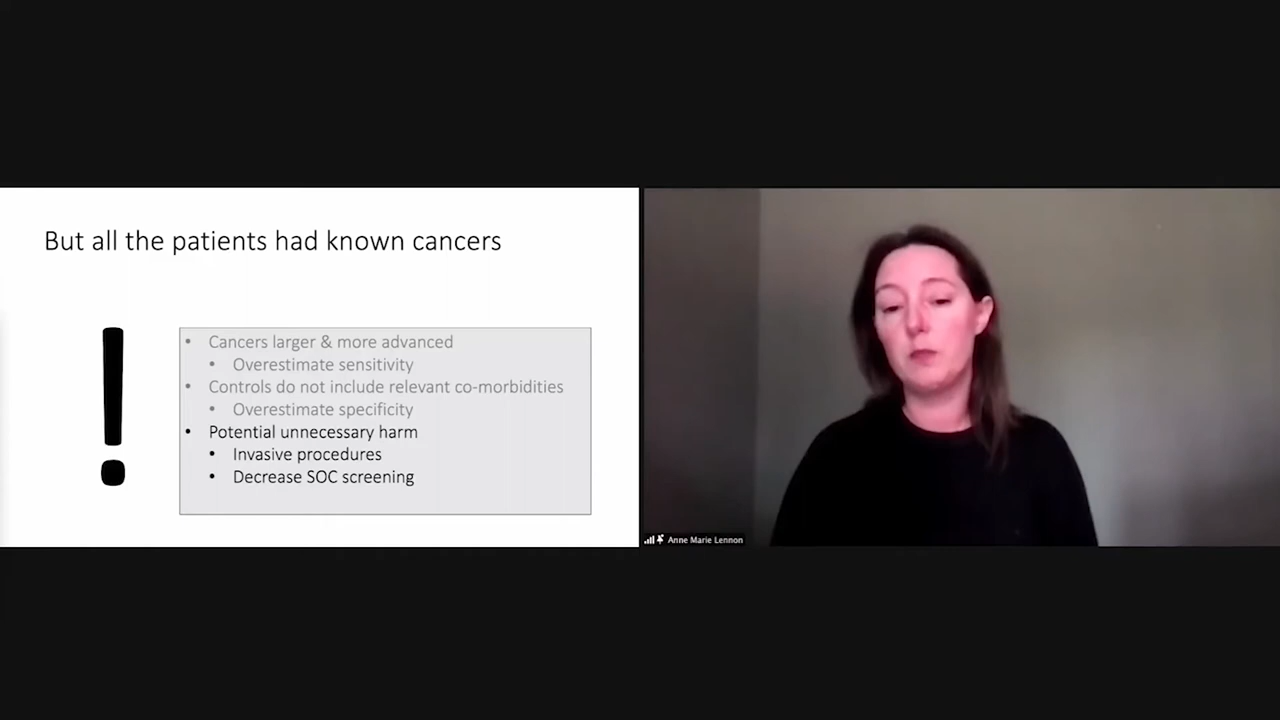 But all the patients had known cancers
!
• Cancers larger & more advanced
• Overestimate sensitivity
• Controls do not include relevant co-morbidities
• Overestimate specificity
• Potential unnecessary harm
• Invasive procedures
• Decrease SOC screening
Anne Marie Lennon